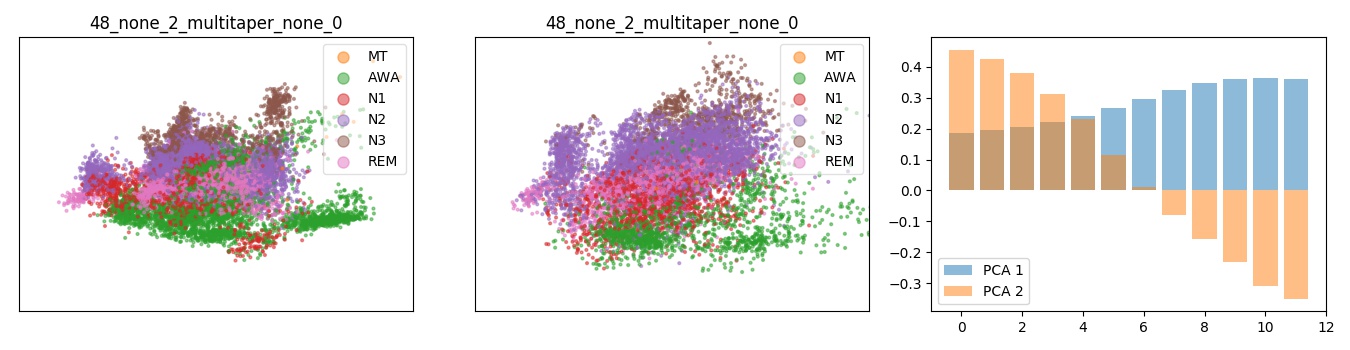 48_none_2_multitaper_none_0
MT
AWA
N1
N2
N3
REM
48_none_2_multitaper_none_0
MT
AWA
N1
N2
N3
REM
0.4
0.3
0.2
0.1
0.0
−0.1
−0.2
−0.3
PCA 1
PCA 2
0 2 4 6 8 10 12